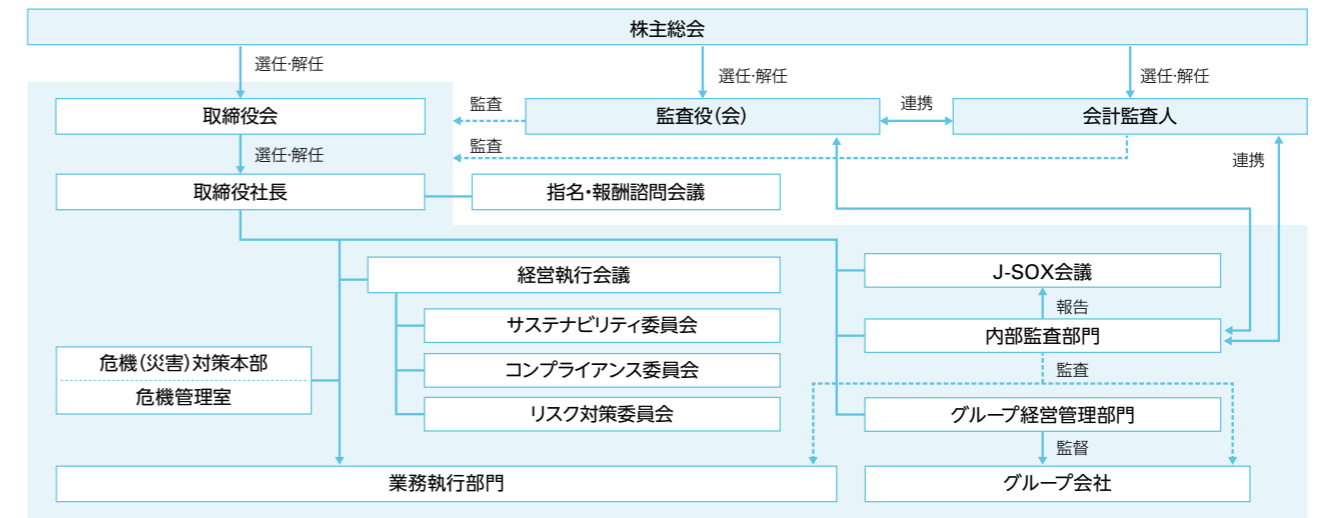 株主総会
選任・解任
選任・解任
選任・解任
取締役会
監査
監査役（会）
連携
会計監査人
選任・解任
監査
連携
取締役社長
指名・報酬諮問会議
経営執行会議
J-SOX会議
報告
サステナビリティ委員会
内部監査部門
危機（災害）対策本部
コンプライアンス委員会
監査
危機管理室
リスク対策委員会
グループ経営管理部門
監督
業務執行部門
グループ会社